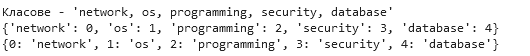 Класове - 'network, os, programming, security, database'
{'network': 0, 'os': 1, 'programming': 2, 'security': 3, 'database': 4}
{0: 'network', 1: 'os', 2: 'programming', 3: 'security', 4: 'database'}